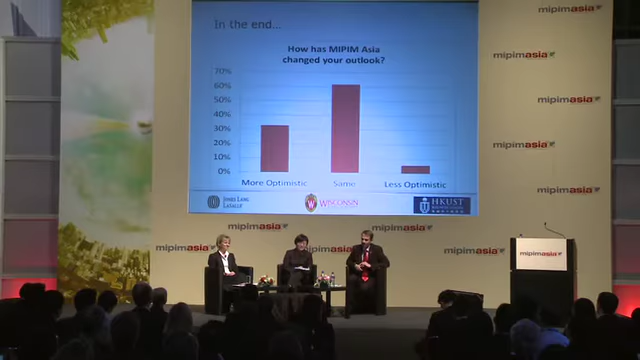 In the end...
How has MIPIM Asia
changed your outlook?
70%
60%
50%
40%
30%
20%
10%
0%
More Optimistic
Same
Less Optimistic
JONES LANG
LASALLE
WISCONSIN
HKUST
mipimasia
mipimasia
mipimasia
mipimasia
mipimasia
mipimasia
mipimasia
mipimasia
mipimasia
mipimasia
mipimasia